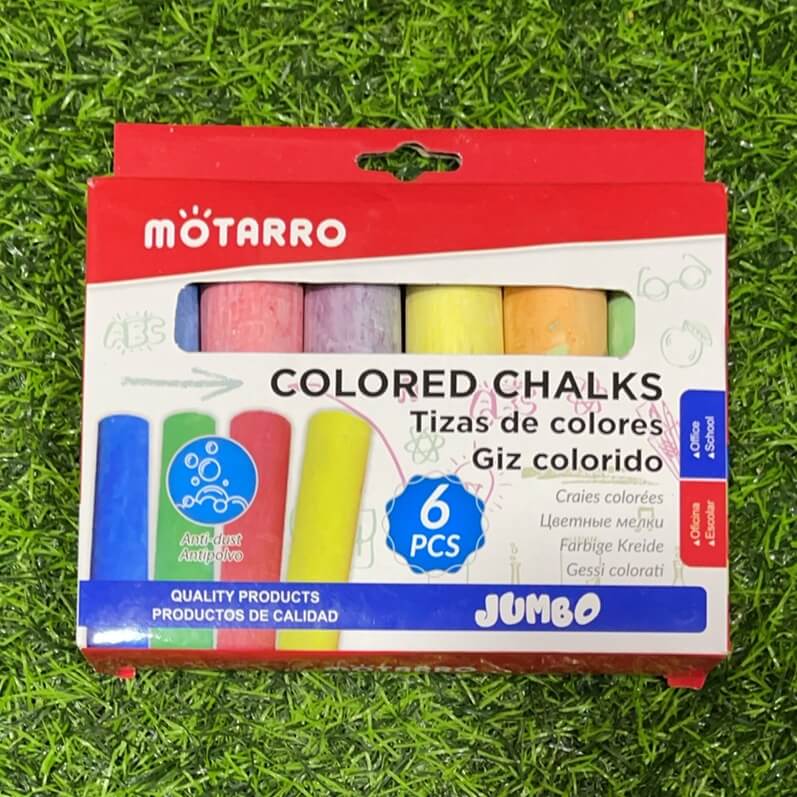 MOTARRO
ABC
COLORED CHALKS
Tizas de colores
Giz colorido
Craies colorées
Цветные мелки
Farbige Kreide
Gessi colorati
6
PCS
Anti-dust
Antipolvo
Office
School
Oficina
Escolar
QUALITY PRODUCTS
PRODUCTOS DE CALIDAD
JUMBO
MOTARRO